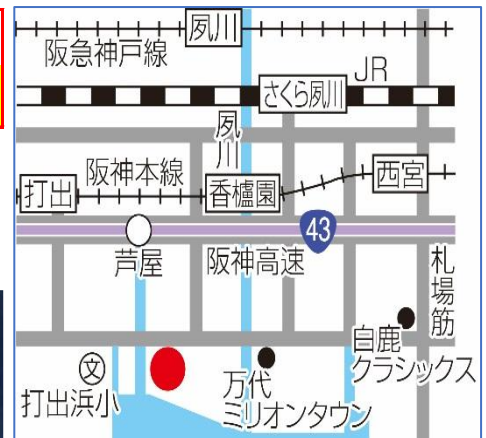 夙川
阪急神戸線
JR
さくら夙川
夙川
阪神本線
西宮
打出
香櫨園
43
芦屋
阪神高速
札場筋
白鹿
クラシックス
文
打出浜小
万代
ミリオンタウン